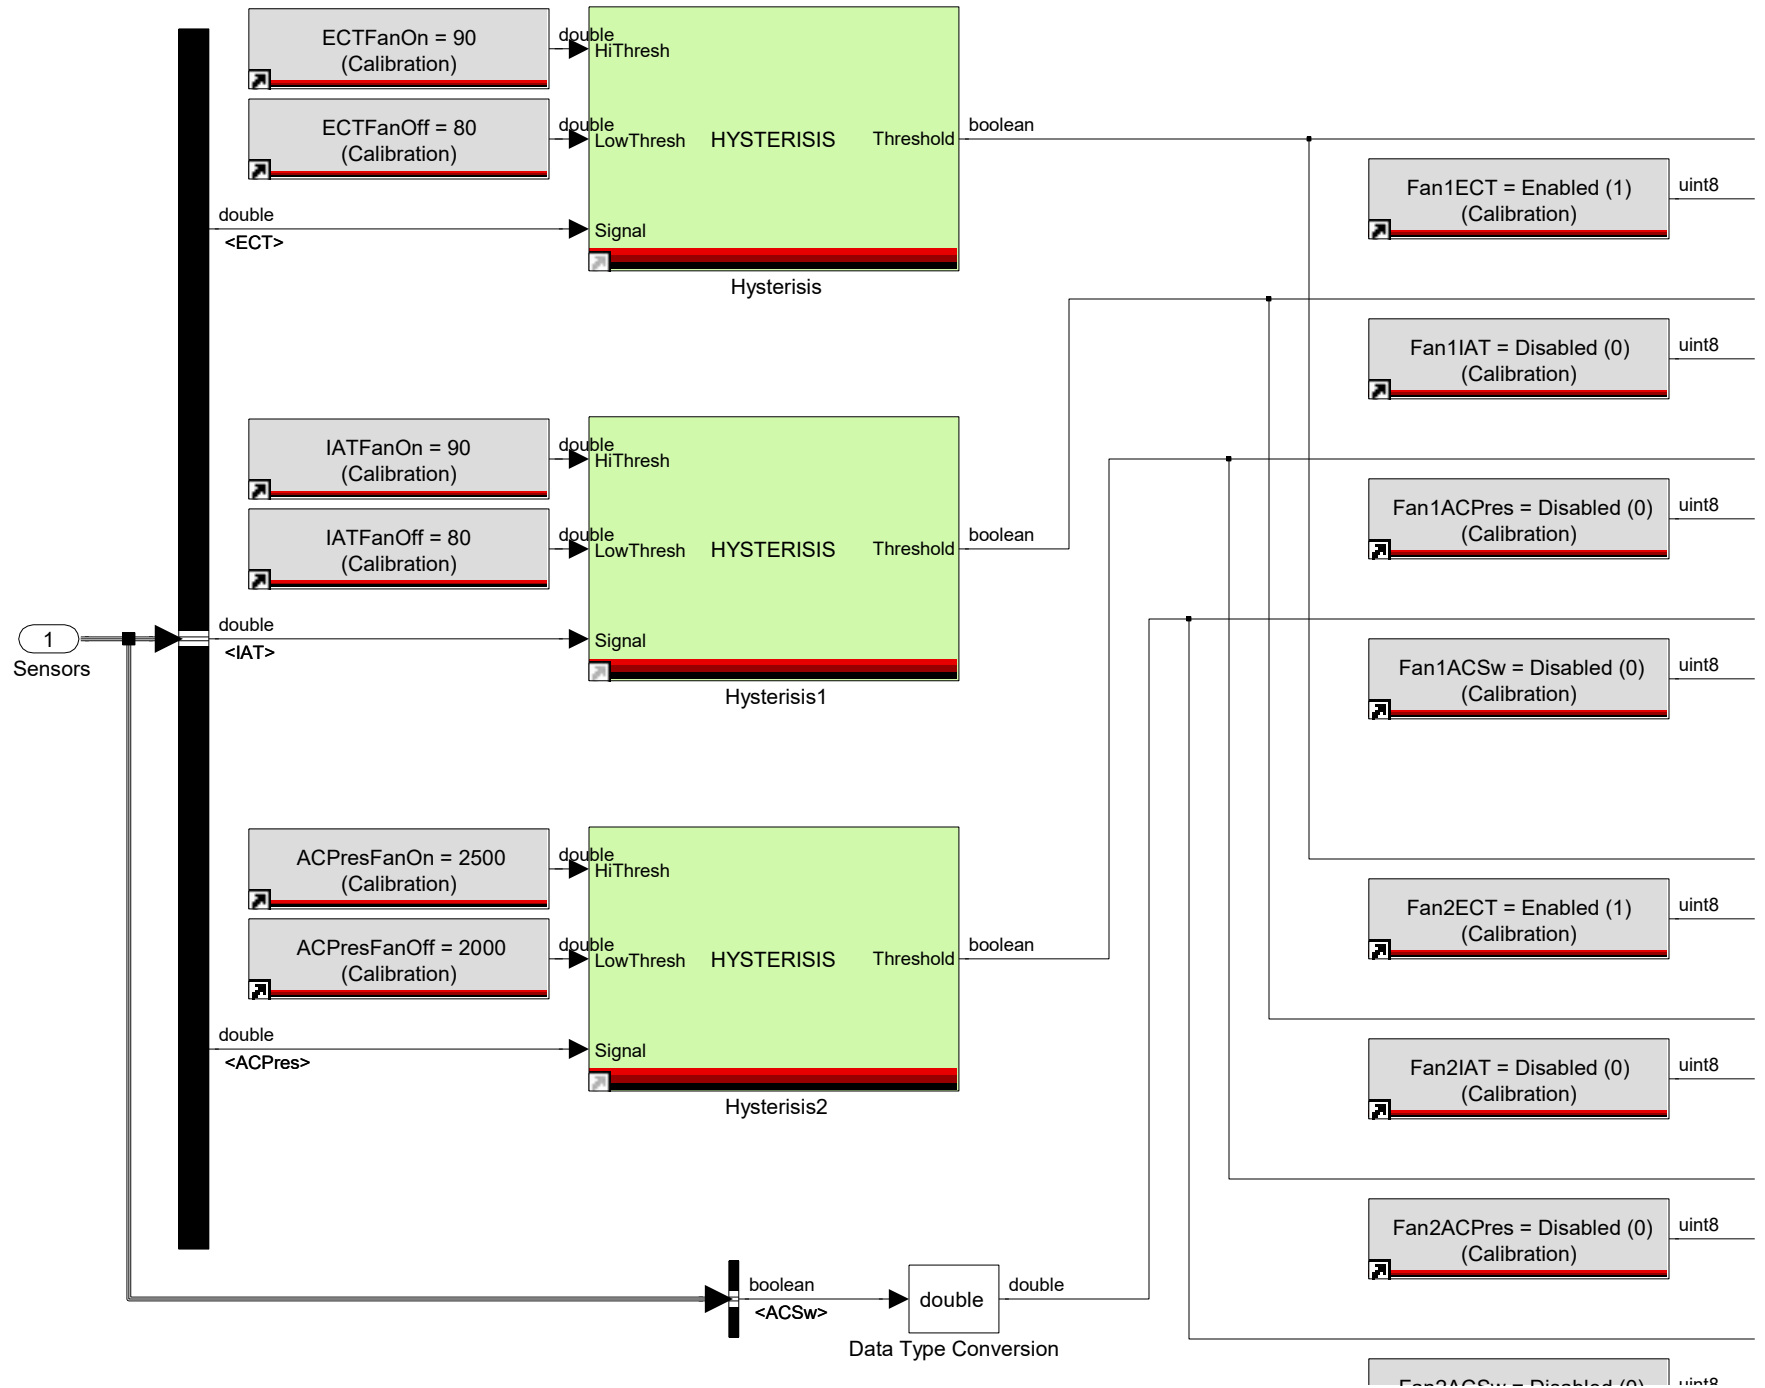 ECTFanOn = 90
(Calibration)
double
HiThresh
ECTFanOff = 80
(Calibration)
double
LowThresh
HYSTERISIS
Threshold
boolean
double
<ECT>
Signal
Hysterisis
Fan1ECT = Enabled (1)
(Calibration)
uint8
Fan1IAT = Disabled (0)
(Calibration)
uint8
IATFanOn = 90
(Calibration)
double
HiThresh
IATFanOff = 80
(Calibration)
double
LowThresh
HYSTERISIS
Threshold
boolean
Fan1ACPres = Disabled (0)
(Calibration)
uint8
1
Sensors
double
<IAT>
Signal
Hysterisis1
Fan1ACSw = Disabled (0)
(Calibration)
uint8
ACPresFanOn = 2500
(Calibration)
double
HiThresh
ACPresFanOff = 2000
(Calibration)
double
LowThresh
HYSTERISIS
Threshold
boolean
Fan2ECT = Enabled (1)
(Calibration)
uint8
double
<ACPres>
Signal
Hysterisis2
Fan2IAT = Disabled (0)
(Calibration)
uint8
Fan2ACPres = Disabled (0)
(Calibration)
uint8
boolean
<ACSw>
double
double
Data Type Conversion
Fan2ACSw = Disabled (0)
uint8